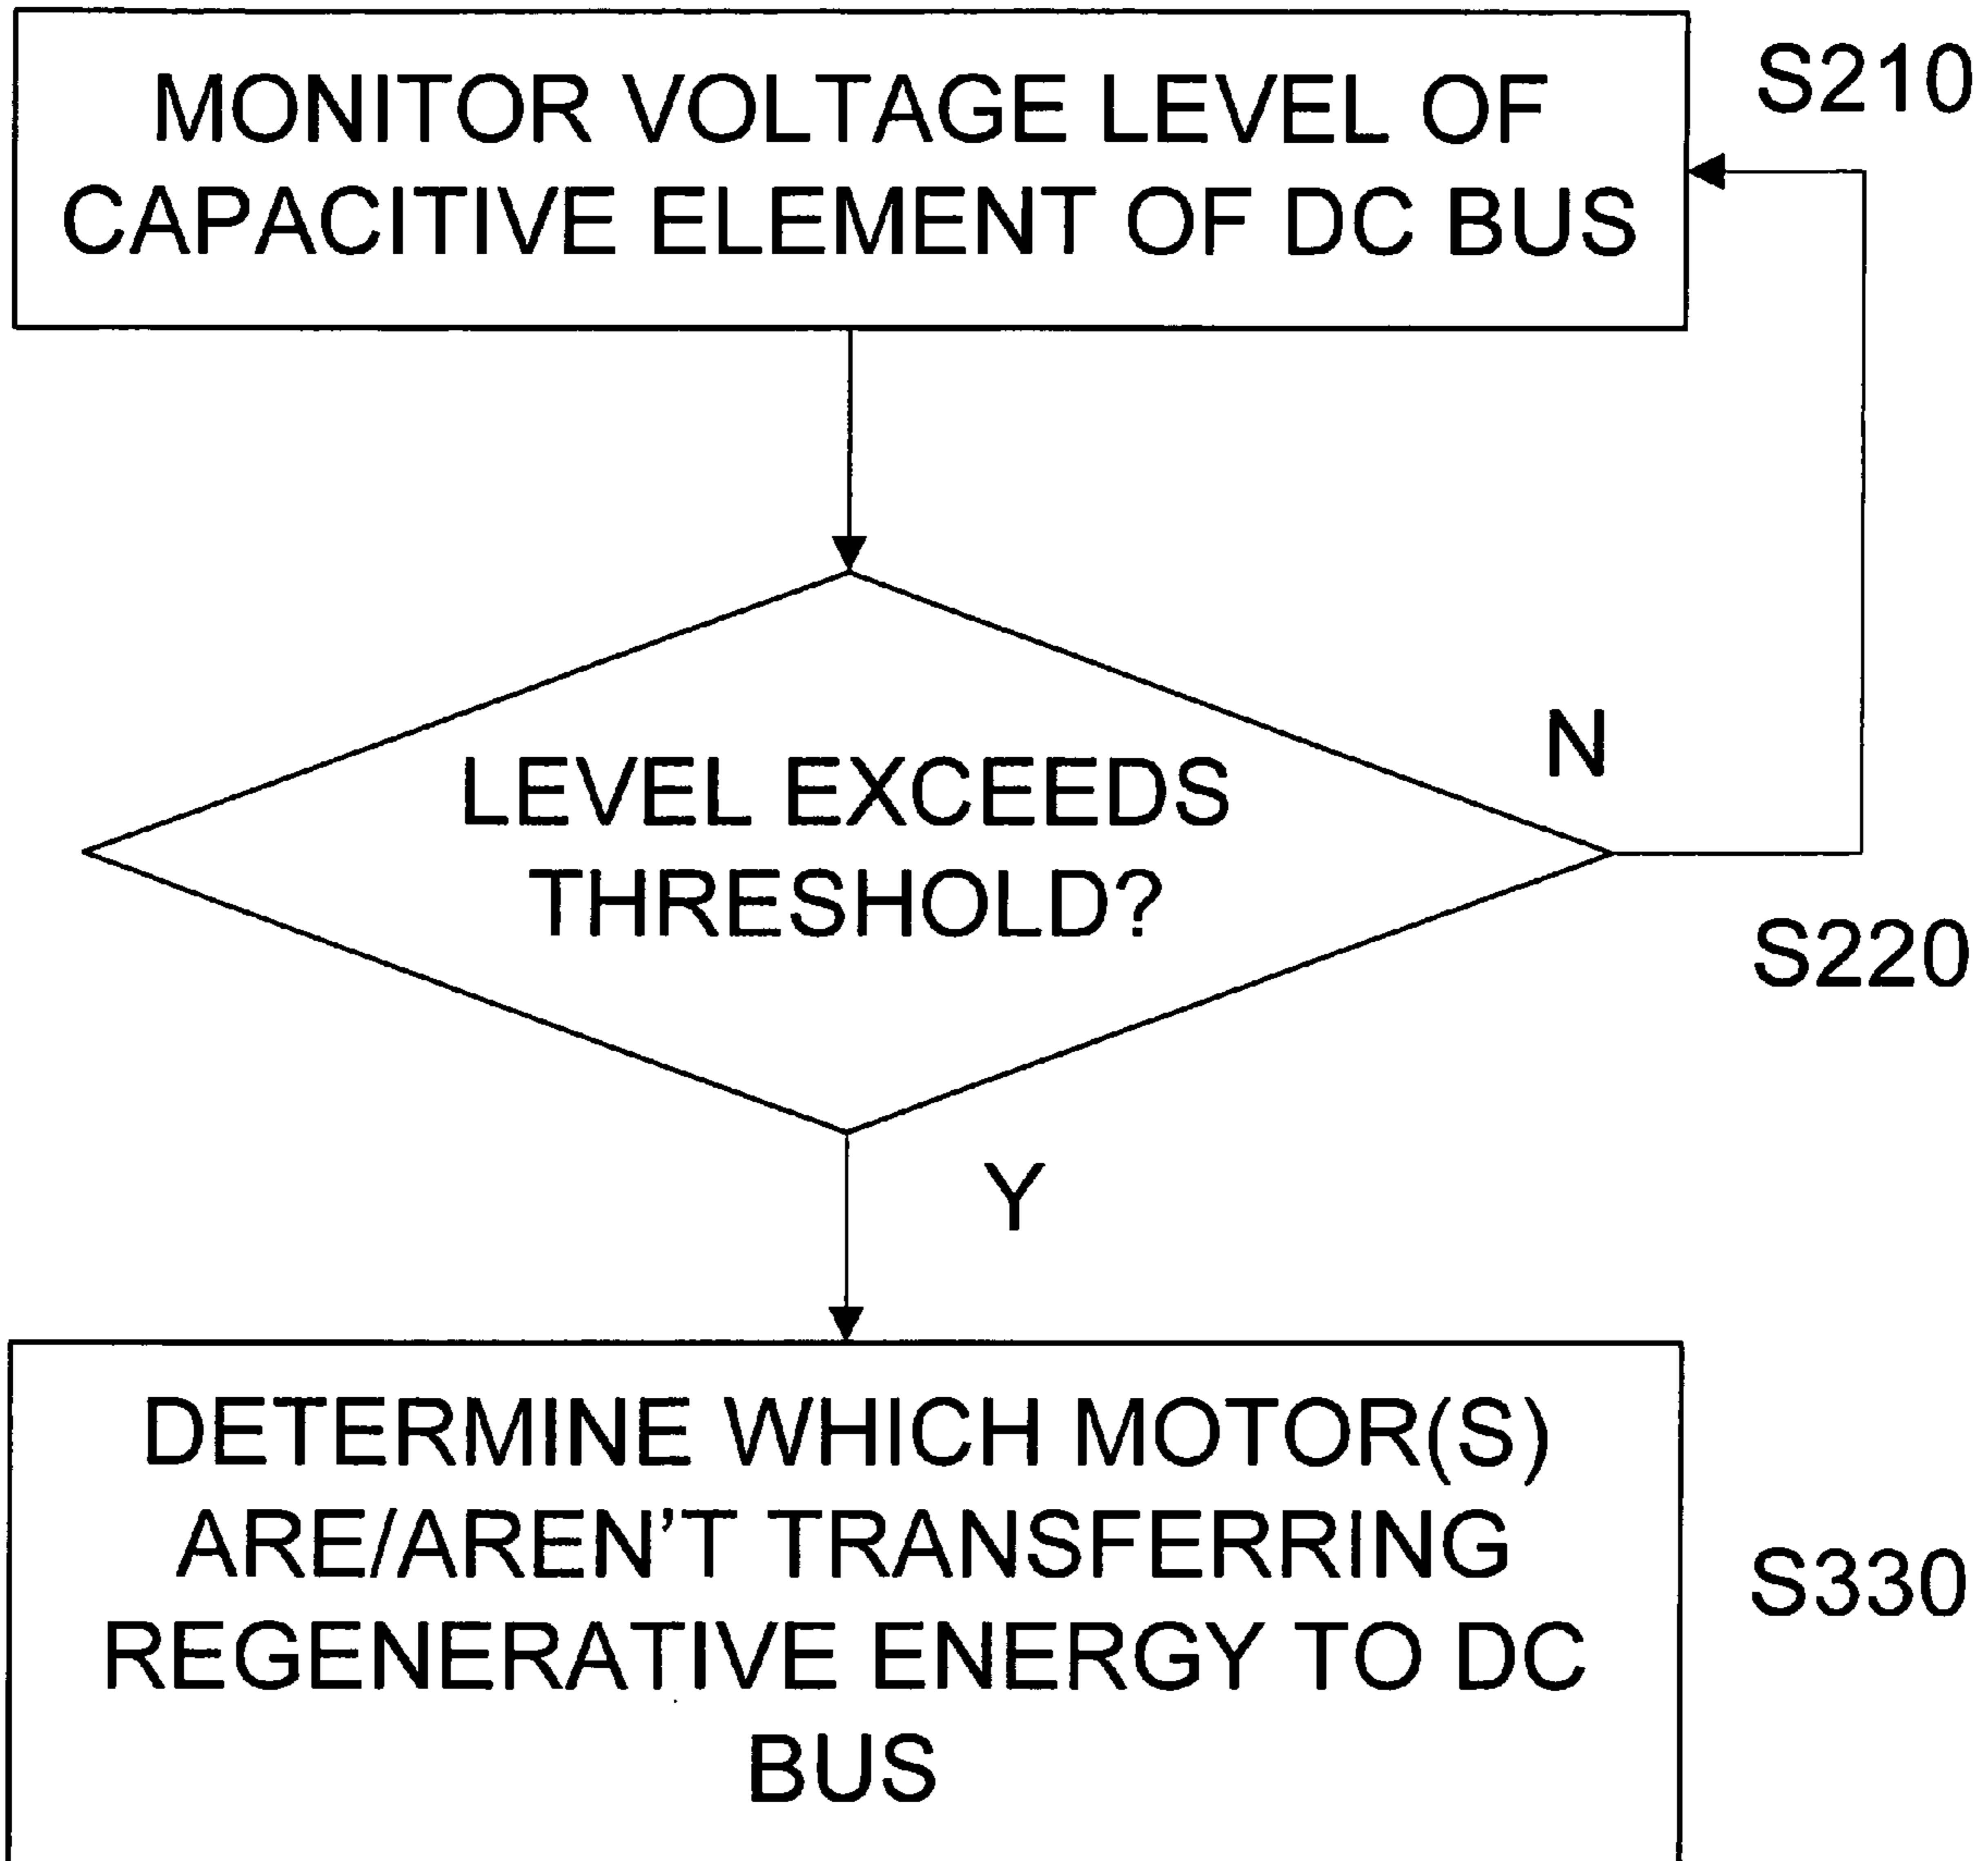 MONITOR VOLTAGE LEVEL OF
CAPACITIVE ELEMENT OF DC BUS
S210
LEVEL EXCEEDS
THRESHOLD?
N
S220
Y
DETERMINE WHICH MOTOR(S)
ARE/AREN'T TRANSFERRING
REGENERATIVE ENERGY TO DC
BUS
S330